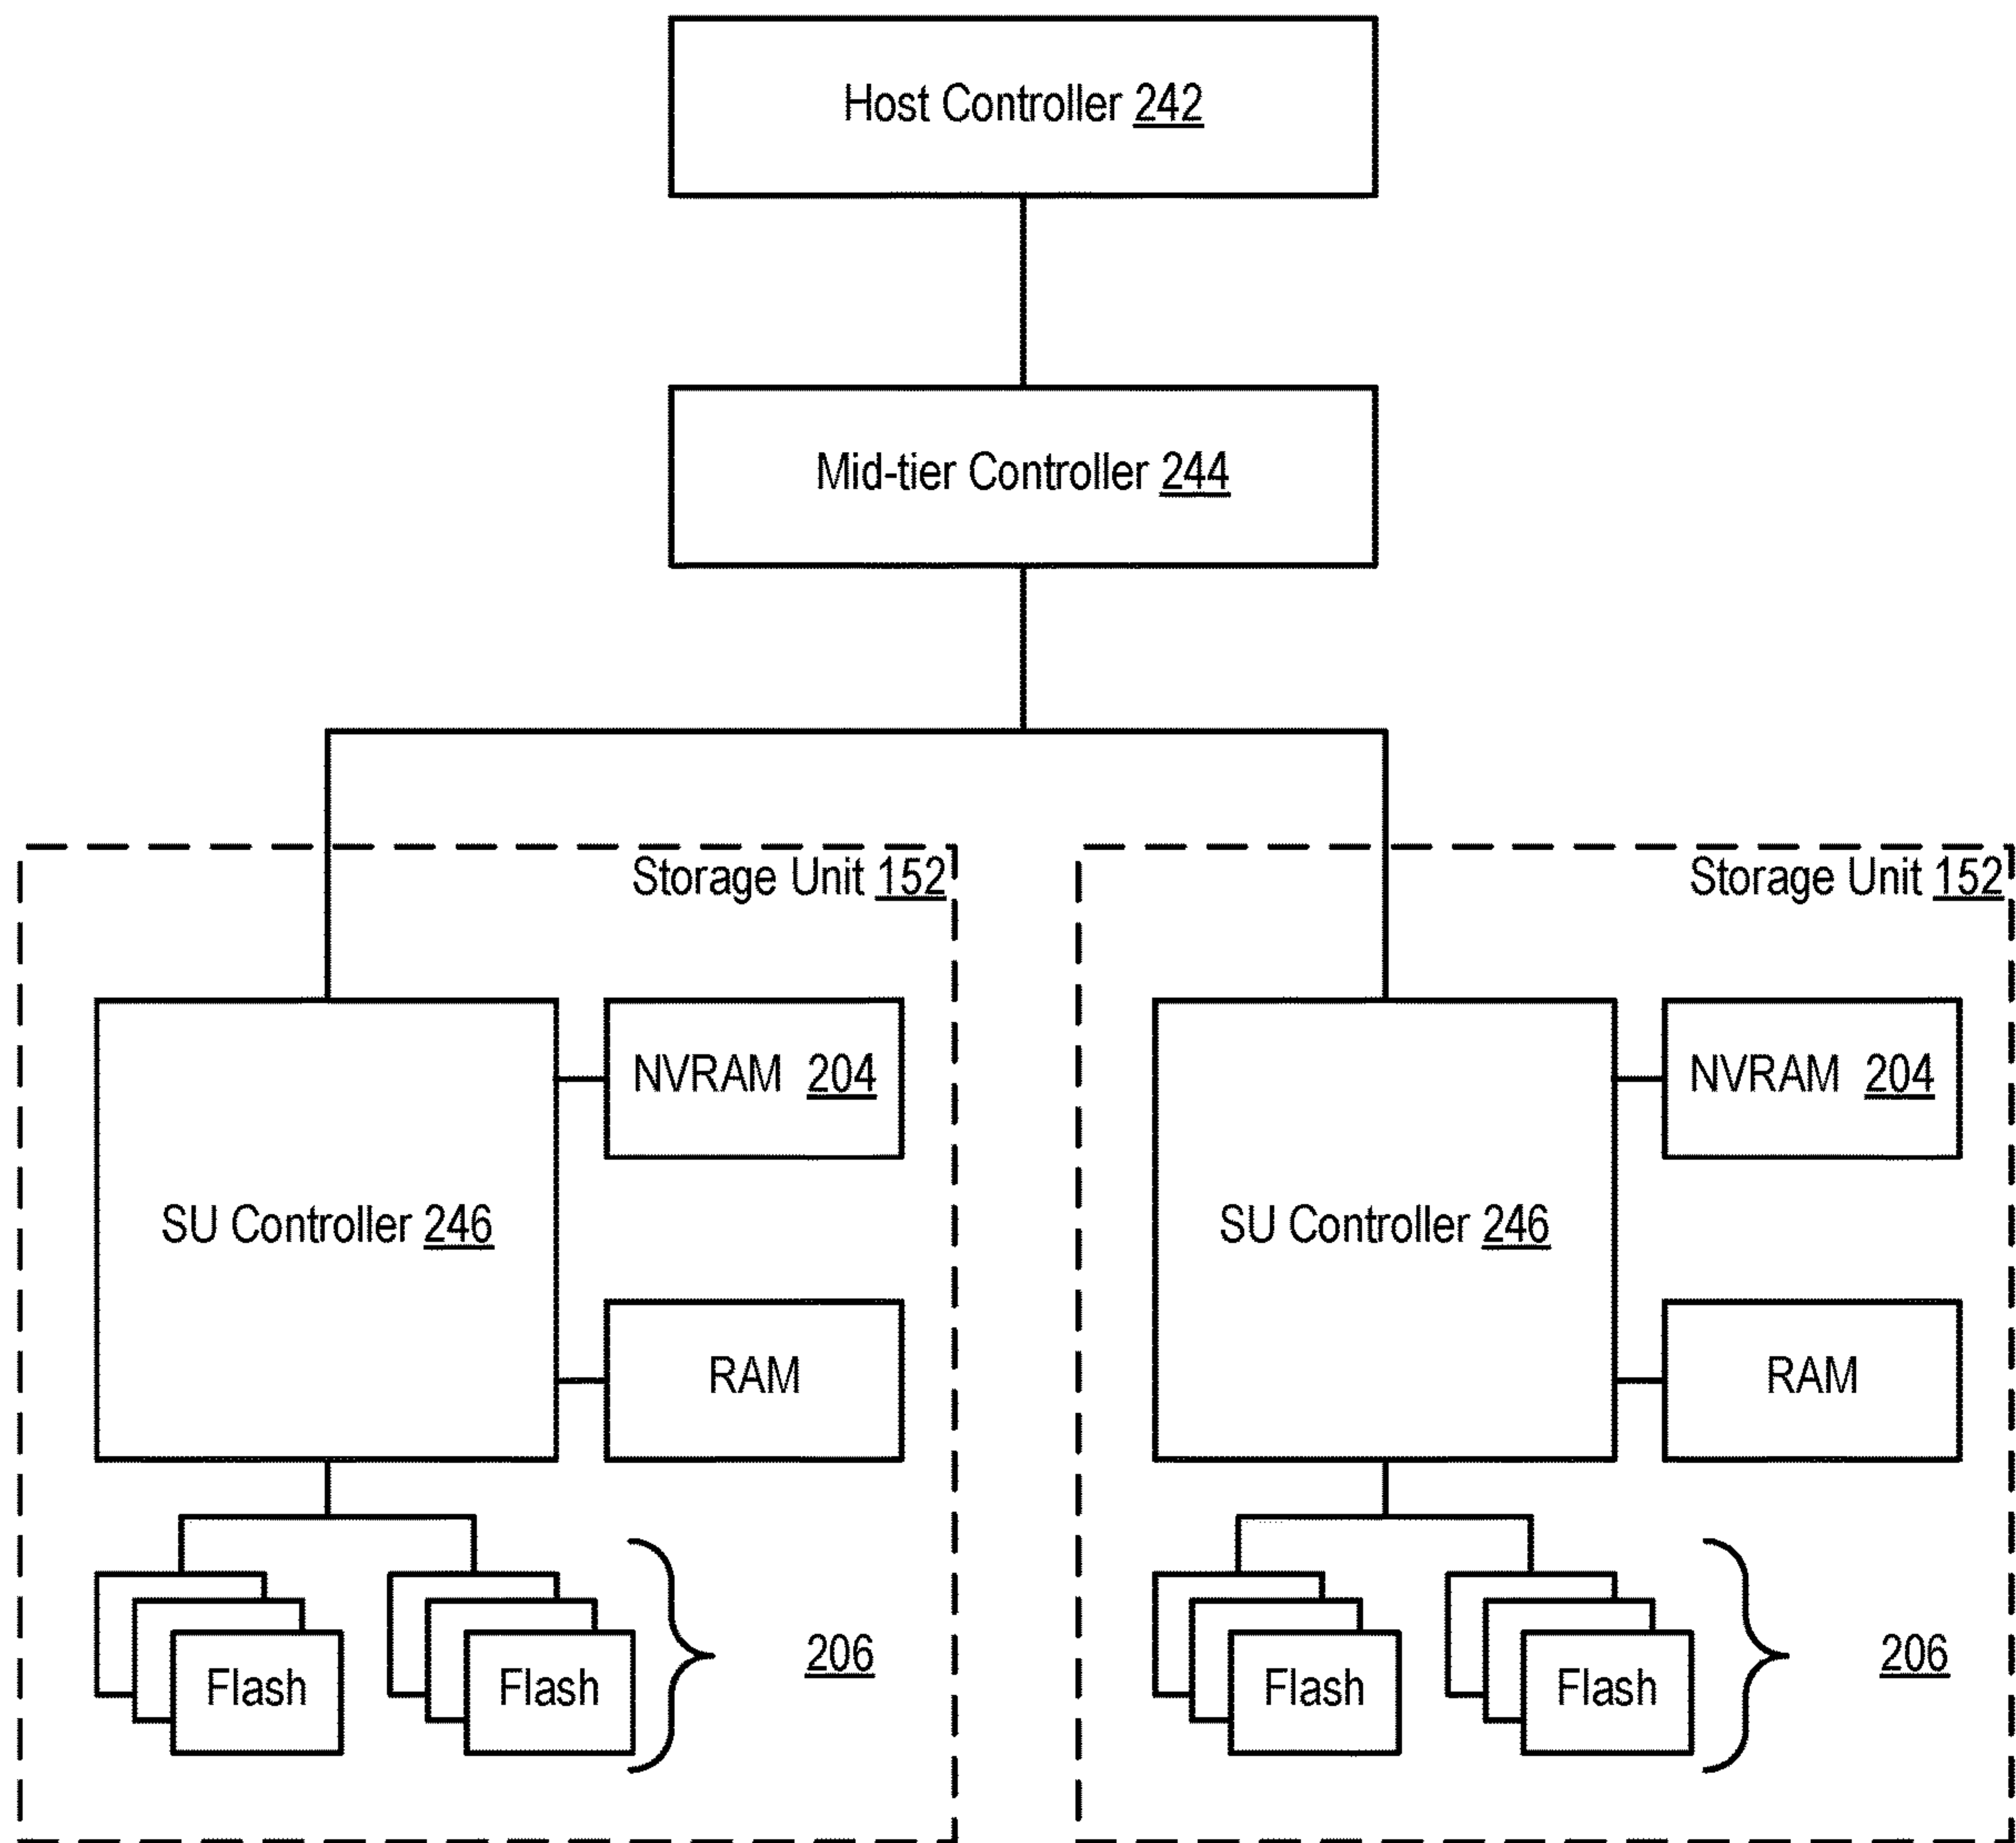 Host Controller 242
Mid-tier Controller 244
Storage Unit 152
SU Controller 246
NVRAM 204
RAM
Flash
Flash
206
Storage Unit 152
SU Controller 246
NVRAM 204
RAM
Flash
Flash
206